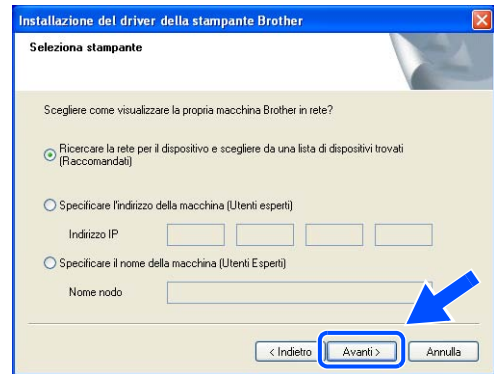 Installazione del driver della stampante Brother
Seleziona stampante
Scegliere come visualizzare la propria macchina Brother in rete?
Ricercare la rete per il dispositivo e scegliere da una lista di dispositivi trovati
(Raccomandati)
Specificare l'indirizzo della macchina (Utenti esperti)
Indirizzo IP
Specificare il nome della macchina (Utenti Esperti)
Nome nodo
< Indietro Avanti > Annulla